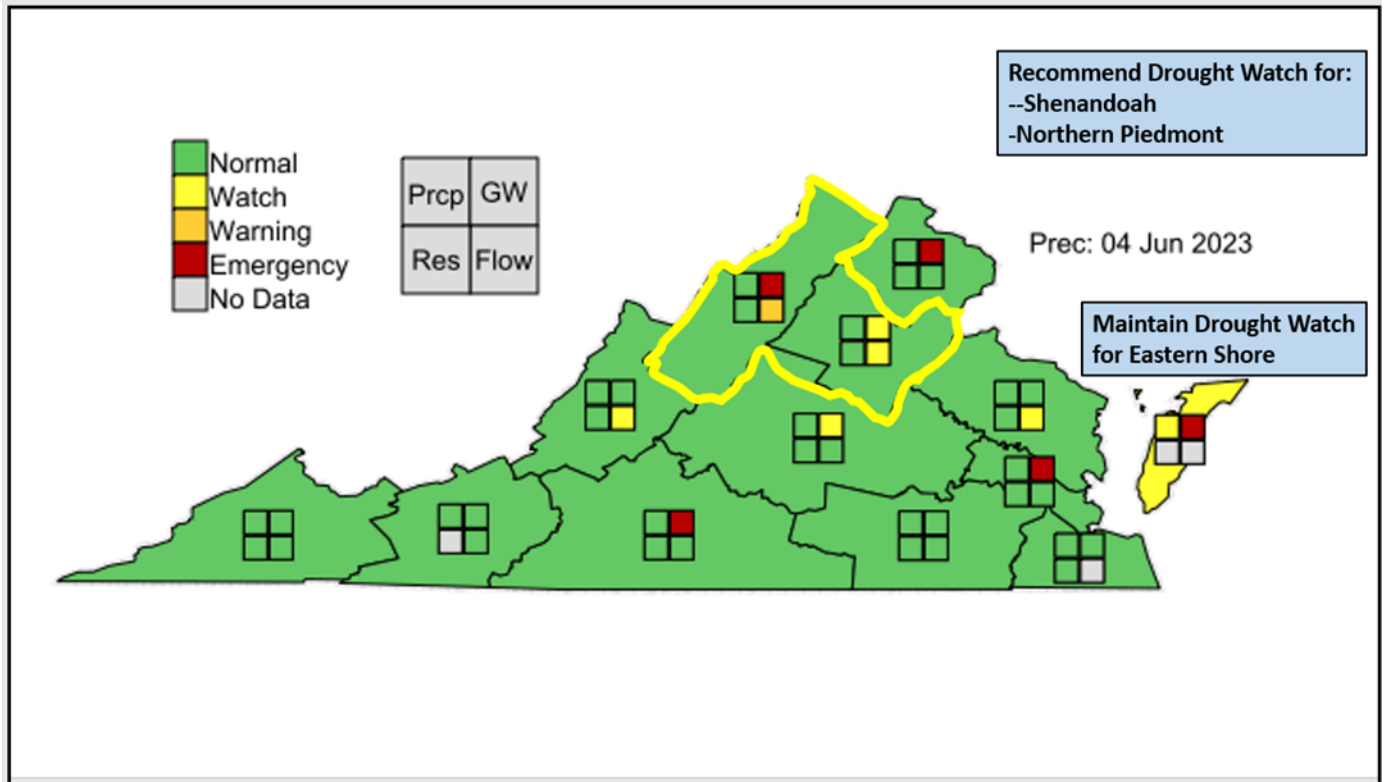 Recommend Drought Watch for:
--Shenandoah
-Northern Piedmont
Normal
Watch
Warning
Emergency
No Data
Prcp GW
Res Flow
Prec: 04 Jun 2023
Maintain Drought Watch
for Eastern Shore